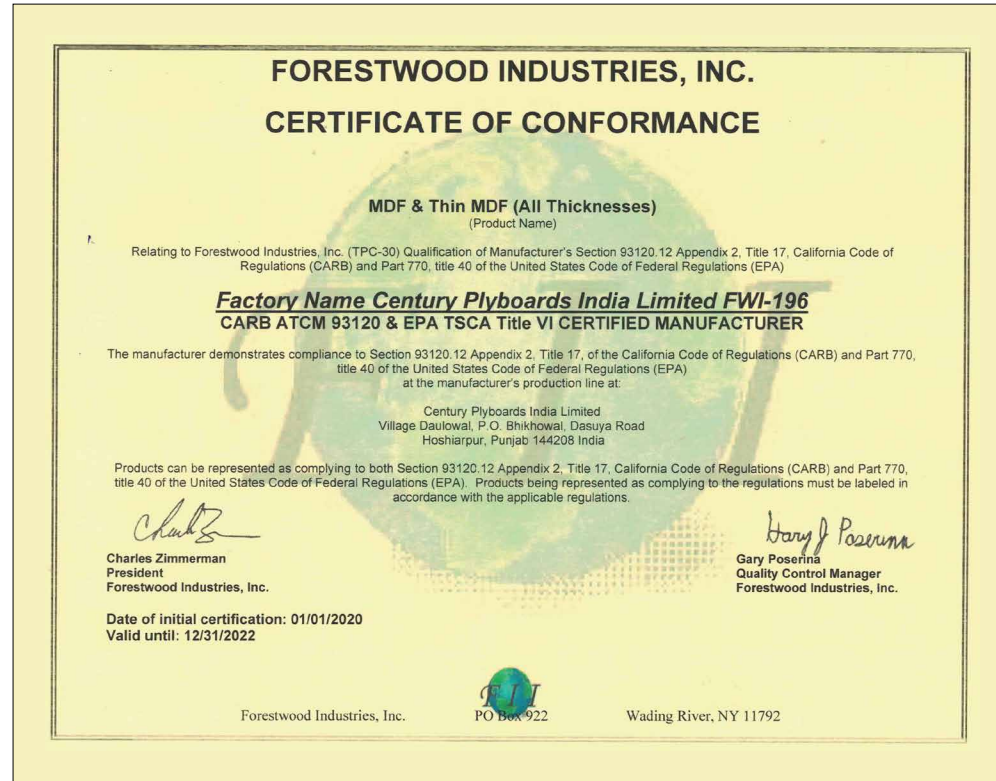 FORESTWOOD INDUSTRIES, INC.
CERTIFICATE OF CONFORMANCE
MDF & Thin MDF (All Thicknesses)
(Product Name)
Relating to Forestwood Industries, Inc. (TPC-30) Qualification of Manufacturer's Section 93120.12 Appendix 2, Title 17, California Code of
Regulations (CARB) and Part 770, title 40 of the United States Code of Federal Regulations (EPA)
Factory Name Century Plyboards India Limited FWI-196
CARB ATCM 93120 & EPA TSCA Title VI CERTIFIED MANUFACTURER
The manufacturer demonstrates compliance to Section 93120.12 Appendix 2, Title 17, of the California Code of Regulations (CARB) and Part 770,
title 40 of the United States Code of Federal Regulations (EPA)
at the manufacturer's production line at:
Century Plyboards India Limited
Village Daulowal, P.O. Bhikhowal, Dasuya Road
Hoshiarpur, Punjab 144208 India
Products can be represented as complying to both Section 93120.12 Appendix 2, Title 17, California Code of Regulations (CARB) and Part 770,
title 40 of the United States Code of Federal Regulations (EPA). Products being represented as complying to the regulations must be labeled in
accordance with the applicable regulations.
Gary J Poserina
Charles Zimmerman
President
Forestwood Industries, Inc.
Gary Poserina
Quality Control Manager
Forestwood Industries, Inc.
Date of initial certification: 01/01/2020
Valid until: 12/31/2022
FII
Forestwood Industries, Inc. PO Box 922 Wading River, NY 11792